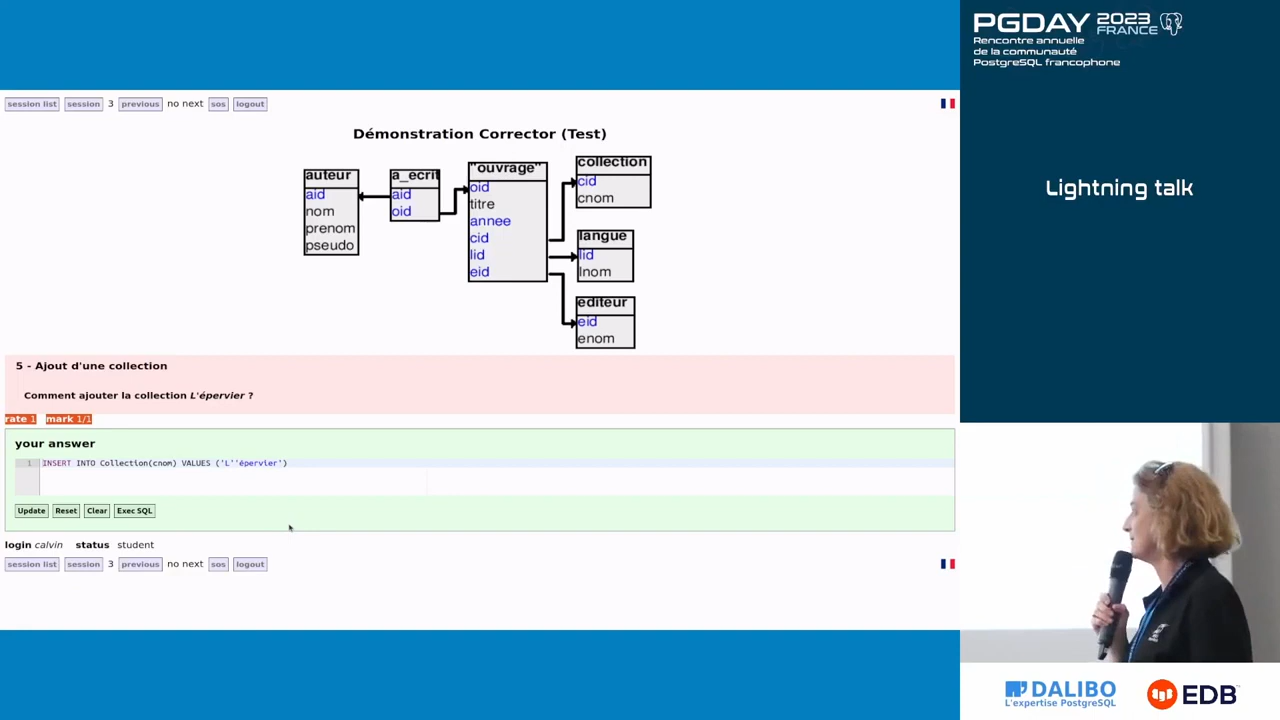 PGDAY 2023 FRANCE
Rencontre annuelle
de la communauté
PostgreSQL francophone
Lightning talk
session list session 3 previous no next sos logout
Démonstration Corrector (Test)
auteur
aid
nom
prenom
pseudo
a_ecrit
aid
oid
"ouvrage"
oid
titre
annee
cid
lid
eid
collection
cid
cnom
langue
lid
lnom
editeur
eid
enom
5 - Ajout d'une collection
Comment ajouter la collection L'épervier ?
rate 1 mark 1/1
your answer
1 INSERT INTO Collection(cnom) VALUES ('L''épervier')
Update Reset Clear Exec SQL
login calvin status student
session list session 3 previous no next sos logout
DALIBO
L'expertise PostgreSQL
EDB